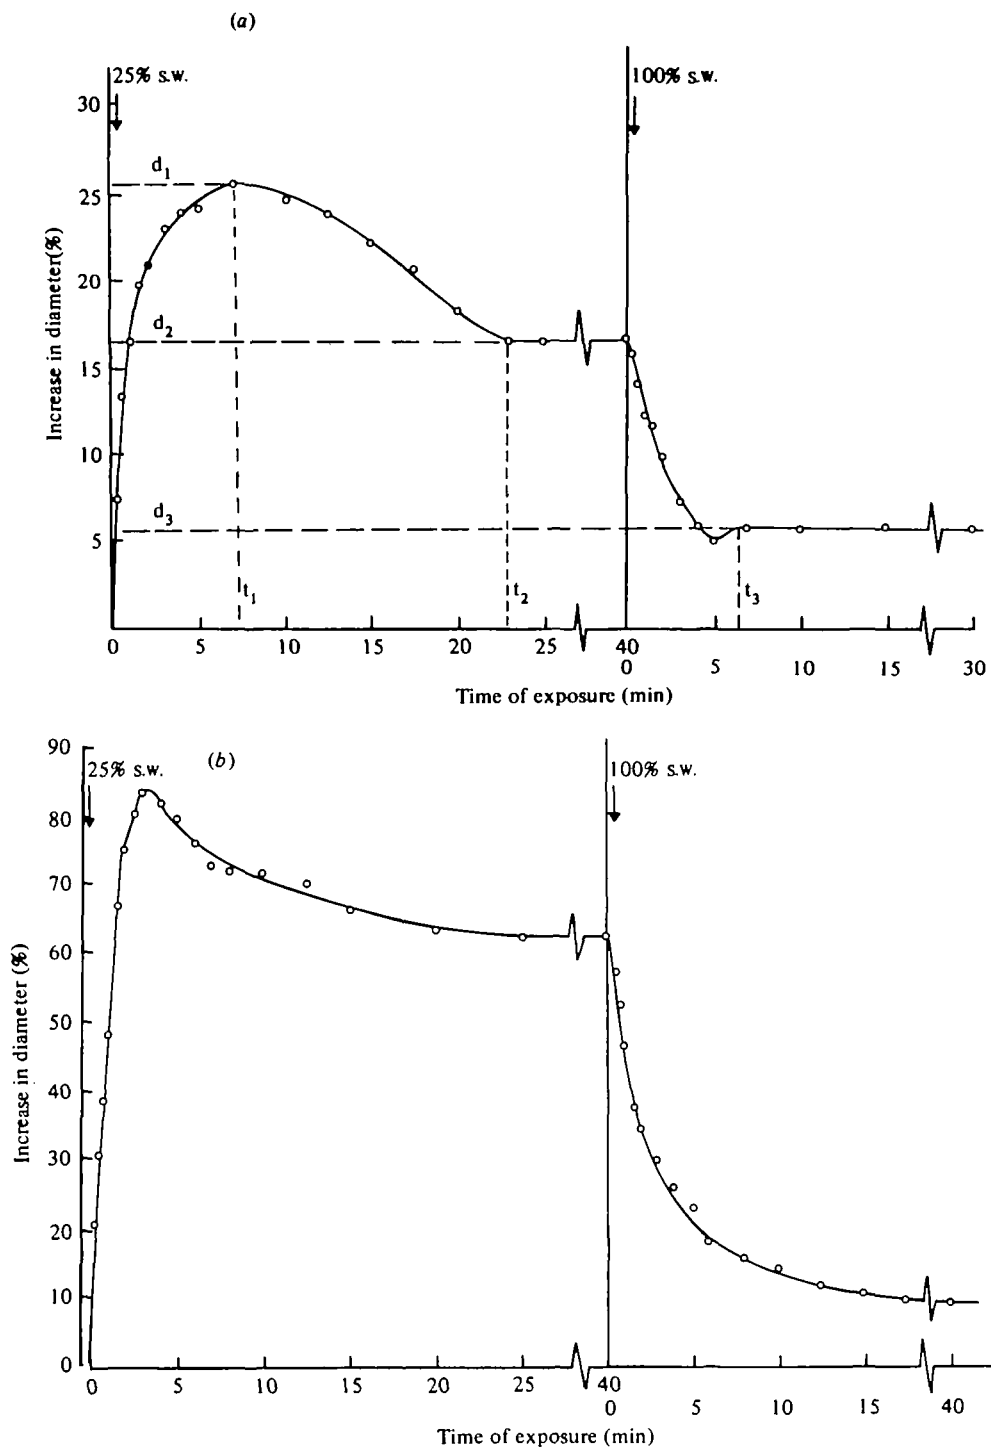 (a)
25% s.w.
100% s.w.
30
d1
25
20
d2
15
10
d3
5
t1
t2
t3
Increase in diameter(%)
0 5 10 15 20 25 40
0 5 10 15 30
Time of exposure (min)
(b)
90
25% s.w.
100% s.w.
80
70
60
50
40
30
20
10
0
Increase in diameter (%)
0 5 10 15 20 25 40
0 5 10 15 40
Time of exposure (min)